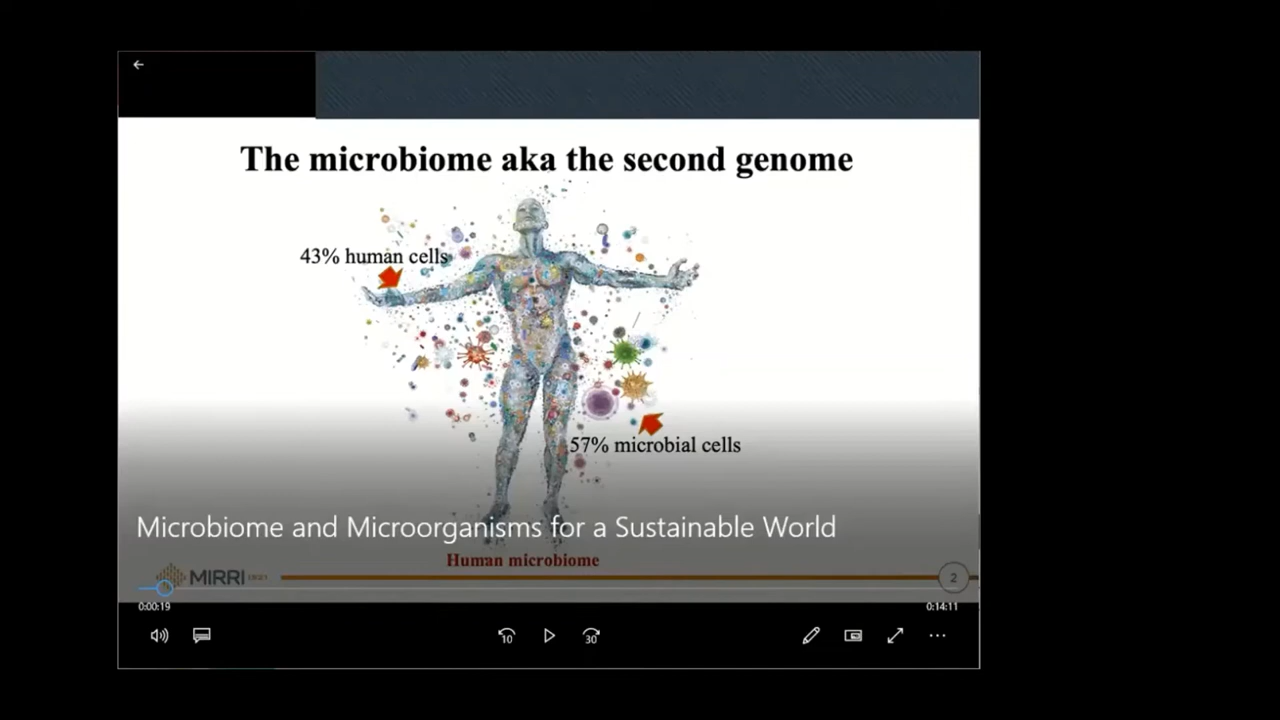 The microbiome aka the second genome
43% human cells
57% microbial cells
Microbiome and Microorganisms for a Sustainable World
Human microbiome
MIRRI
2
0:00:19
0:14:11
10
30